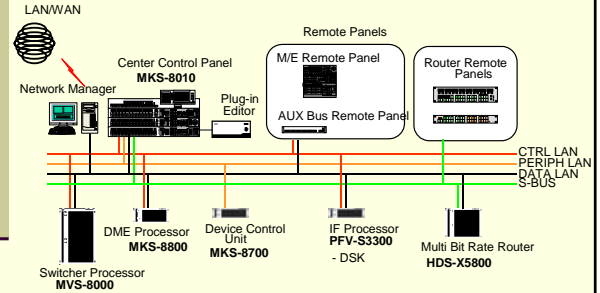 LAN/WAN
Network Manager
Center Control Panel
MKS-8010
Plug-in
Editor
Remote Panels
M/E Remote Panel
AUX Bus Remote Panel
Router Remote
Panels
CTRL LAN
PERIPH LAN
DATA LAN
S-BUS
Switcher Processor
MVS-8000
DME Processor
MKS-8800
Device Control
Unit
MKS-8700
IF Processor
PFV-S3300
- DSK
Multi Bit Rate Router
HDS-X5800